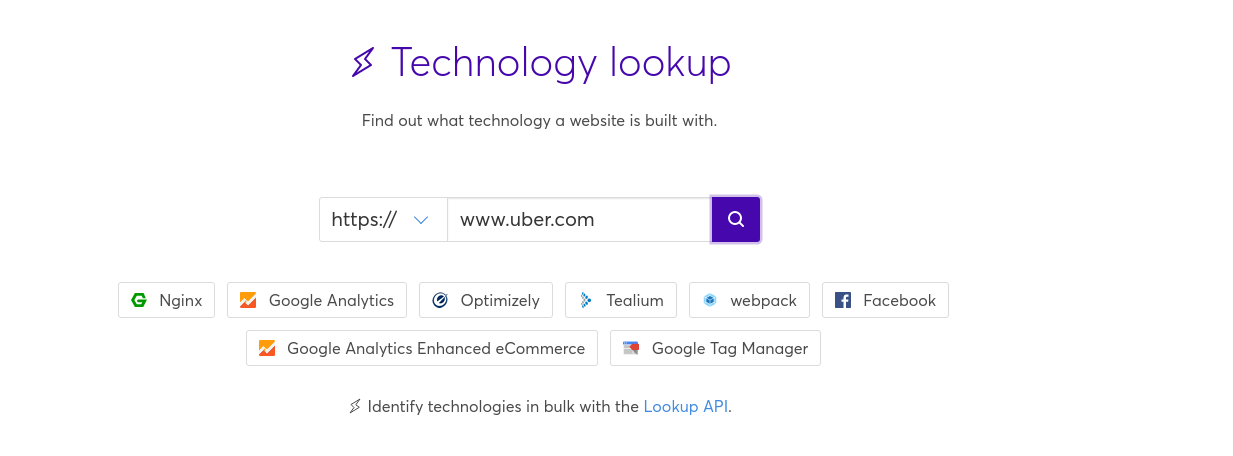 Technology lookup
Find out what technology a website is built with.
https:// www.uber.com
Nginx Google Analytics Optimizely Tealium webpack Facebook
Google Analytics Enhanced eCommerce Google Tag Manager
Identify technologies in bulk with the Lookup API.